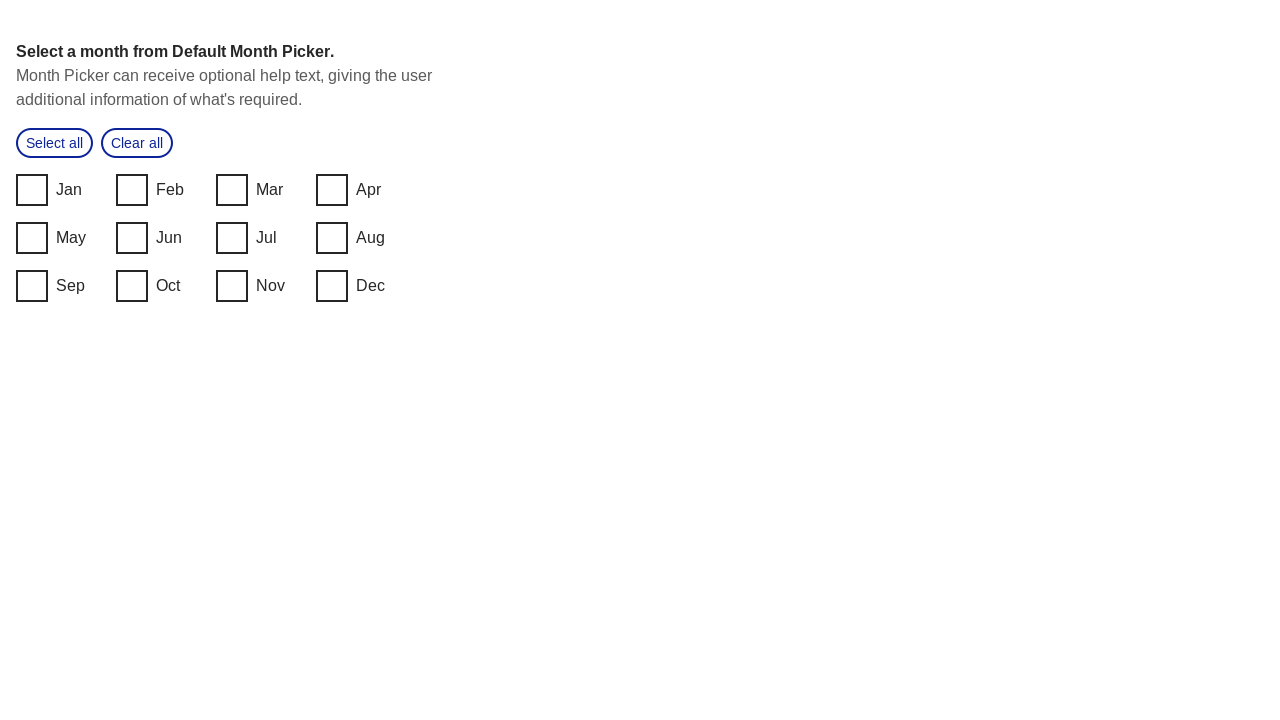 Select a month from Default Month Picker.
Month Picker can receive optional help text, giving the user
additional information of what's required.
Select all Clear all
Jan Feb Mar Apr
May Jun Jul Aug
Sep Oct Nov Dec